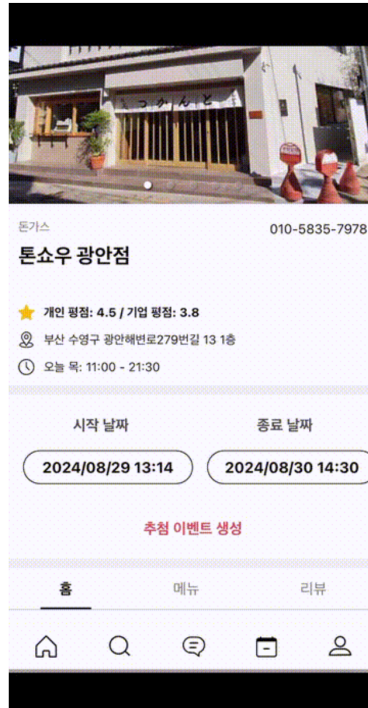 とんかつ
돈가스
010-5835-7978
톤쇼우 광안점
개인 평점: 4.5 / 기업 평점: 3.8
부산 수영구 광안해변로279번길 13 1층
오늘 목: 11:00 - 21:30
시작 날짜
종료 날짜
2024/08/29 13:14
2024/08/30 14:30
추첨 이벤트 생성
홈
메뉴
리뷰